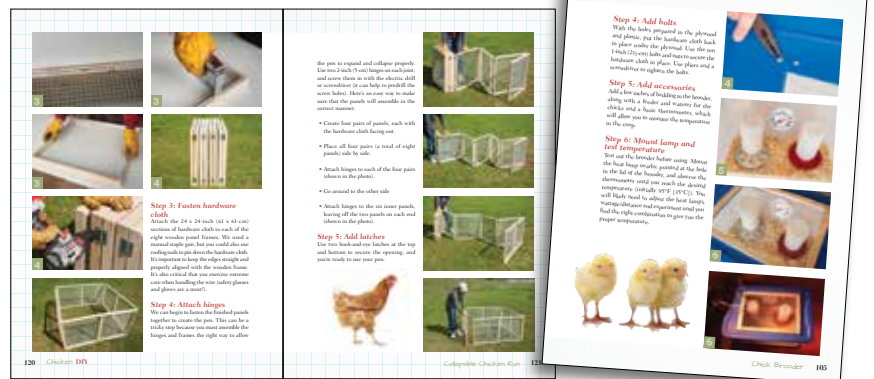 3
3
3
4
4
Step 3: Fasten hardware
cloth
Attach the 24 x 24-inch (61 x 61-cm)
sections of hardware cloth to each of the
eight wooden panel frames. We used a
manual staple gun, but you could also use
roofing nails to pin down the hardware cloth.
It's important to keep the edges straight and
properly aligned with the wooden frame.
It's also critical that you exercise extreme
care when handling the wire (safety glasses
and gloves are a must!).
Step 4: Attach hinges
We can begin to fasten the finished panels
together to create the pen. This can be a
tricky step because you must assemble the
hinges and frames the right way to allow
120 Chicken DIY
the pen to expand and collapse properly.
Use two 2-inch (5-cm) hinges on each joint,
and screw them in with the electric drill
or screwdriver (it can help to predrill the
screw holes). Here's an easy way to make
sure that the panels will assemble in the
correct manner:
• Create four pairs of panels, each with
the hardware cloth facing out.
• Place all four pairs (a total of eight
panels) side by side.
• Attach hinges to each of the four pairs
(shown in the photo).
• Go around to the other side
• Attach hinges to the six inner panels,
leaving off the two panels on each end
(shown in the photo).
Step 5: Add latches
Use two hook-and-eye latches at the top
and bottom to secure the opening, and
you're ready to use your pen.
Collapsible Chicken Run 121
Step 4: Add bolts
With the holes prepared in the plywood
and plastic, put the hardware cloth back
in place under the plywood. Use the ten
1-inch (2½-cm) bolts and nuts to secure the
hardware cloth in place. Use pliers and a
screwdriver to tighten the bolts.
Step 5: Add accessories
Add a few inches of bedding to the brooder,
along with a feeder and waterer for the
chicks and a basic thermometer, which
will allow you to monitor the temperature
in the coop.
Step 6: Mount lamp and
test temperature
Test out the brooder before using. Mount
the heat lamp nearby, pointed at the hole
in the lid of the brooder, and observe the
thermometer until you reach the desired
temperature (initially 95°F [35°C]). You
will likely need to adjust the heat lamp's
wattage/distance and experiment until you
find the right combination to give you the
proper temperature.
4
5
6
6
Chick Brooder 105